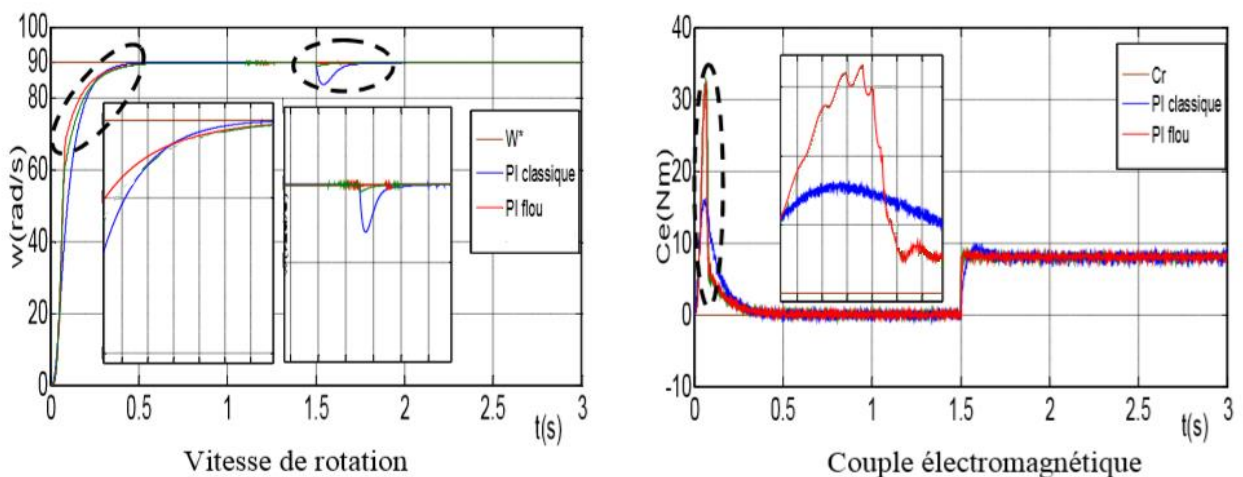 100
90
80
60
40
20
0
W(rad/s)
0
0.5
1
1.5
2
2.5
3
t(s)
W*
PI classique
PI flou
Vitesse de rotation
40
30
20
10
0
-10
Ce(Nm)
0
0.5
1
1.5
2
2.5
3
t(s)
Cr
PI classique
PI flou
Couple électromagnétique